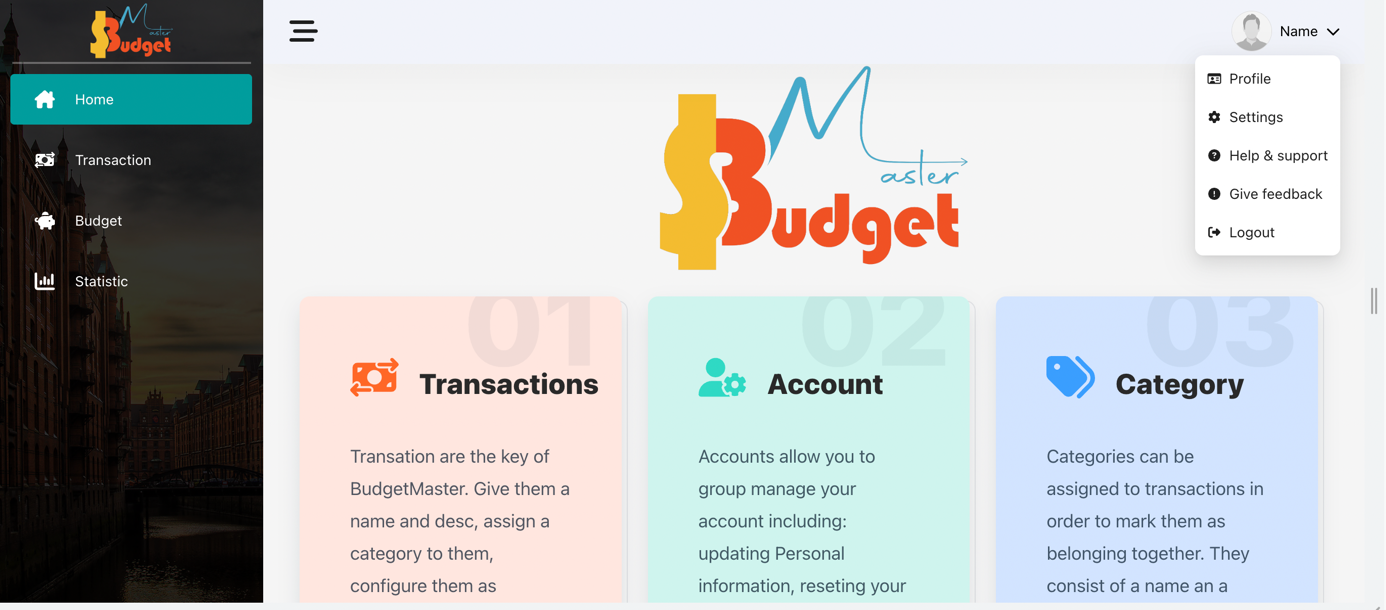 Master
Budget
Home
Transaction
Budget
Statistic
Name
Profile
Settings
Help & support
Give feedback
Logout
Master
$Budget
01
Transactions
Transation are the key of
BudgetMaster. Give them a
name and desc, assign a
category to them,
configure them as
02
Account
Accounts allow you to
group manage your
account including:
updating Personal
information, reseting your
03
Category
Categories can be
assigned to transactions in
order to mark them as
belonging together. They
consist of a name an a